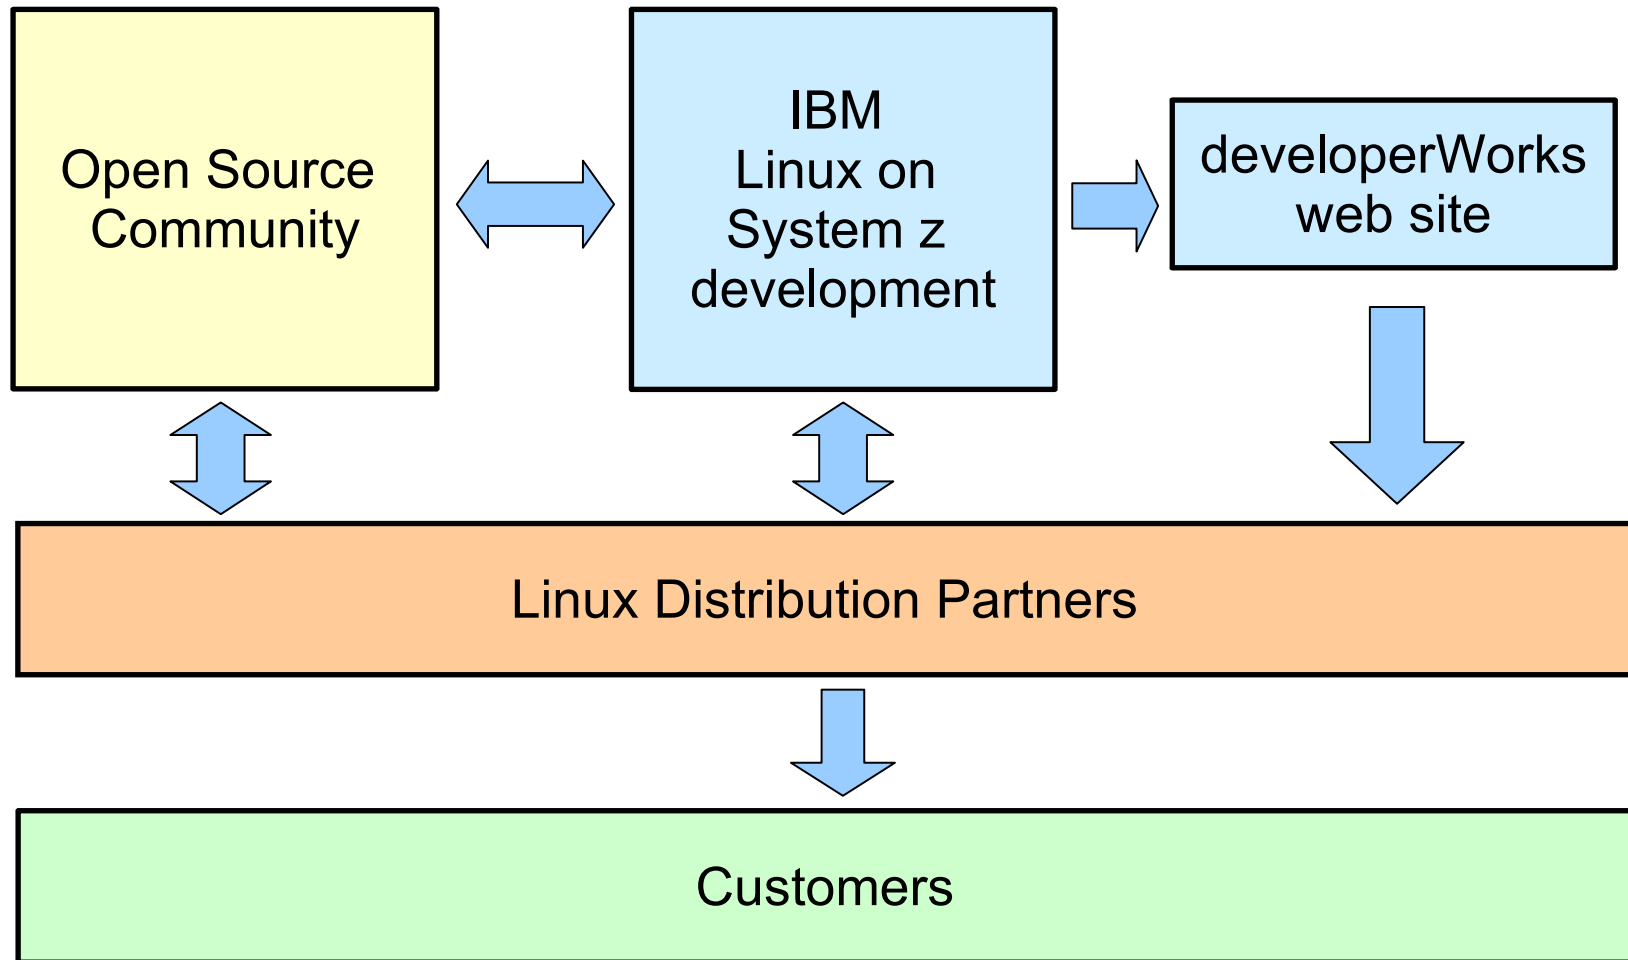 Open Source
Community
IBM
Linux on
System z
development
developerWorks
web site
Linux Distribution Partners
Customers